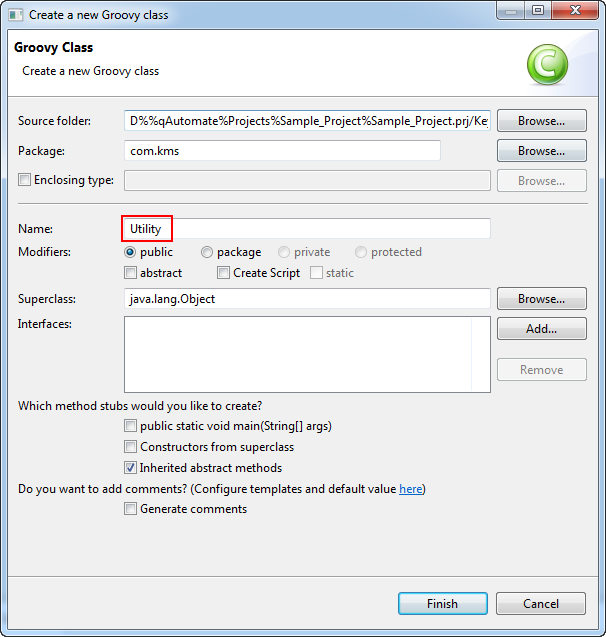 Create a new Groovy class
Groovy Class
Create a new Groovy class
C
Source folder: D%%qAutomate%Projects%Sample_Project%Sample_Project.prj/Ke Browse...
Package: com.kms Browse...
Enclosing type: Browse...
Name: Utility
Modifiers: public package private protected
abstract Create Script static
Superclass: java.lang.Object Browse...
Interfaces: Add...
Remove
Which method stubs would you like to create?
public static void main(String[] args)
Constructors from superclass
Inherited abstract methods
Do you want to add comments? (Configure templates and default value here)
Generate comments
Finish Cancel